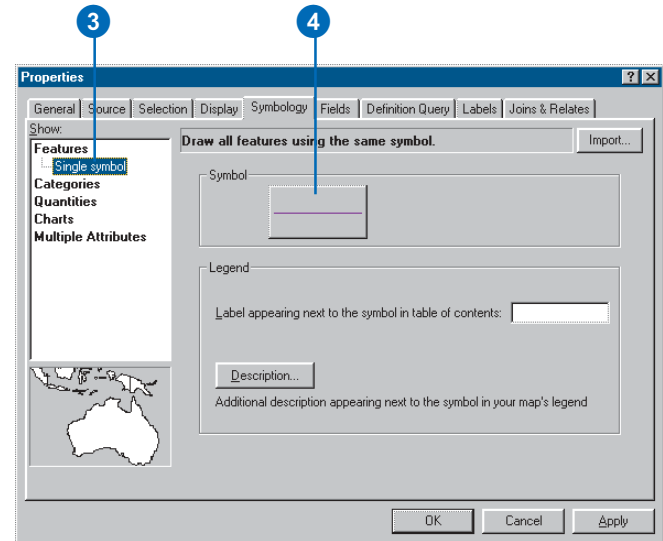 3 4
Properties
General Source Selection Display Symbology Fields Definition Query Labels Joins & Relates
Show:
Features
Single symbol
Categories
Quantities
Charts
Multiple Attributes
Draw all features using the same symbol.
Import...
Symbol
Legend
Label appearing next to the symbol in table of contents:
Description...
Additional description appearing next to the symbol in your map's legend
OK Cancel Apply